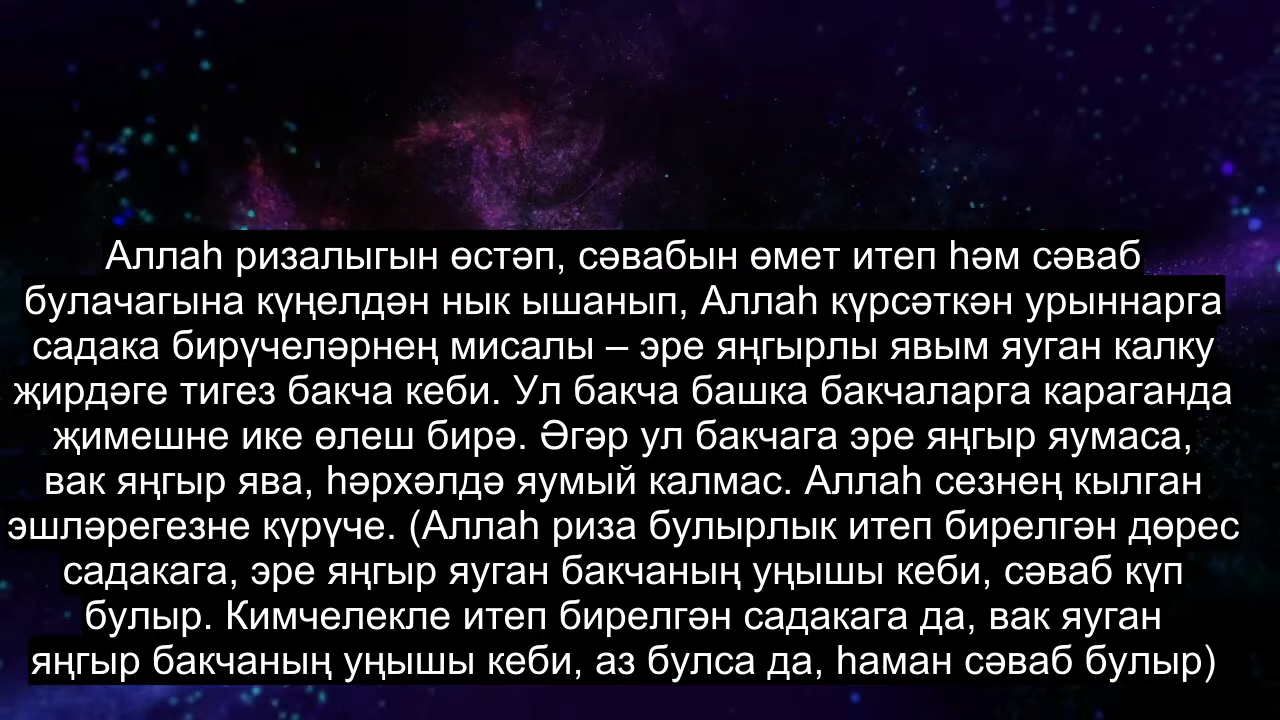 Аллаһ ризалыгын өстәп, сәвабын өмет итеп һәм сәваб
булачагына күңелдән нык ышанып, Аллаһ күрсәткән урыннарга
садака бирүчеләрнең мисалы – эре яңгырлы явым яуган калку
җирдәге тигез бакча кеби. Ул бакча башка бакчаларга караганда
җимешне ике өлеш бирә. Әгәр ул бакчага эре яңгыр яумаса,
вак яңгыр ява, һәрхәлдә яумый калмас. Аллаһ сезнең кылган
эшләрегезне күрүче. (Аллаһ риза булырлык итеп бирелгән дөрес
садакага, эре яңгыр яуган бакчаның уңышы кеби, сәваб күп
булыр. Кимчелекле итеп бирелгән садакага да, вак яуган
яңгыр бакчаның уңышы кеби, аз булса да, һаман сәваб булыр)